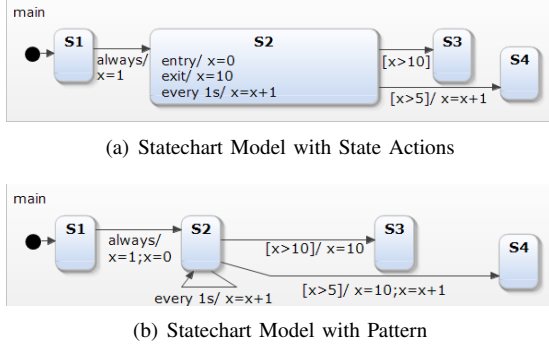 main
S1
always/
x=1
S2
entry/ x=0
exit/ x=10
every 1s/ x=x+1
[x>10]
S3
[x>5]/ x=x+1
S4
(a) Statechart Model with State Actions
main
S1
always/
x=1;x=0
S2
every 1s/ x=x+1
[x>10]/ x=10
S3
[x>5]/ x=10;x=x+1
S4
(b) Statechart Model with Pattern